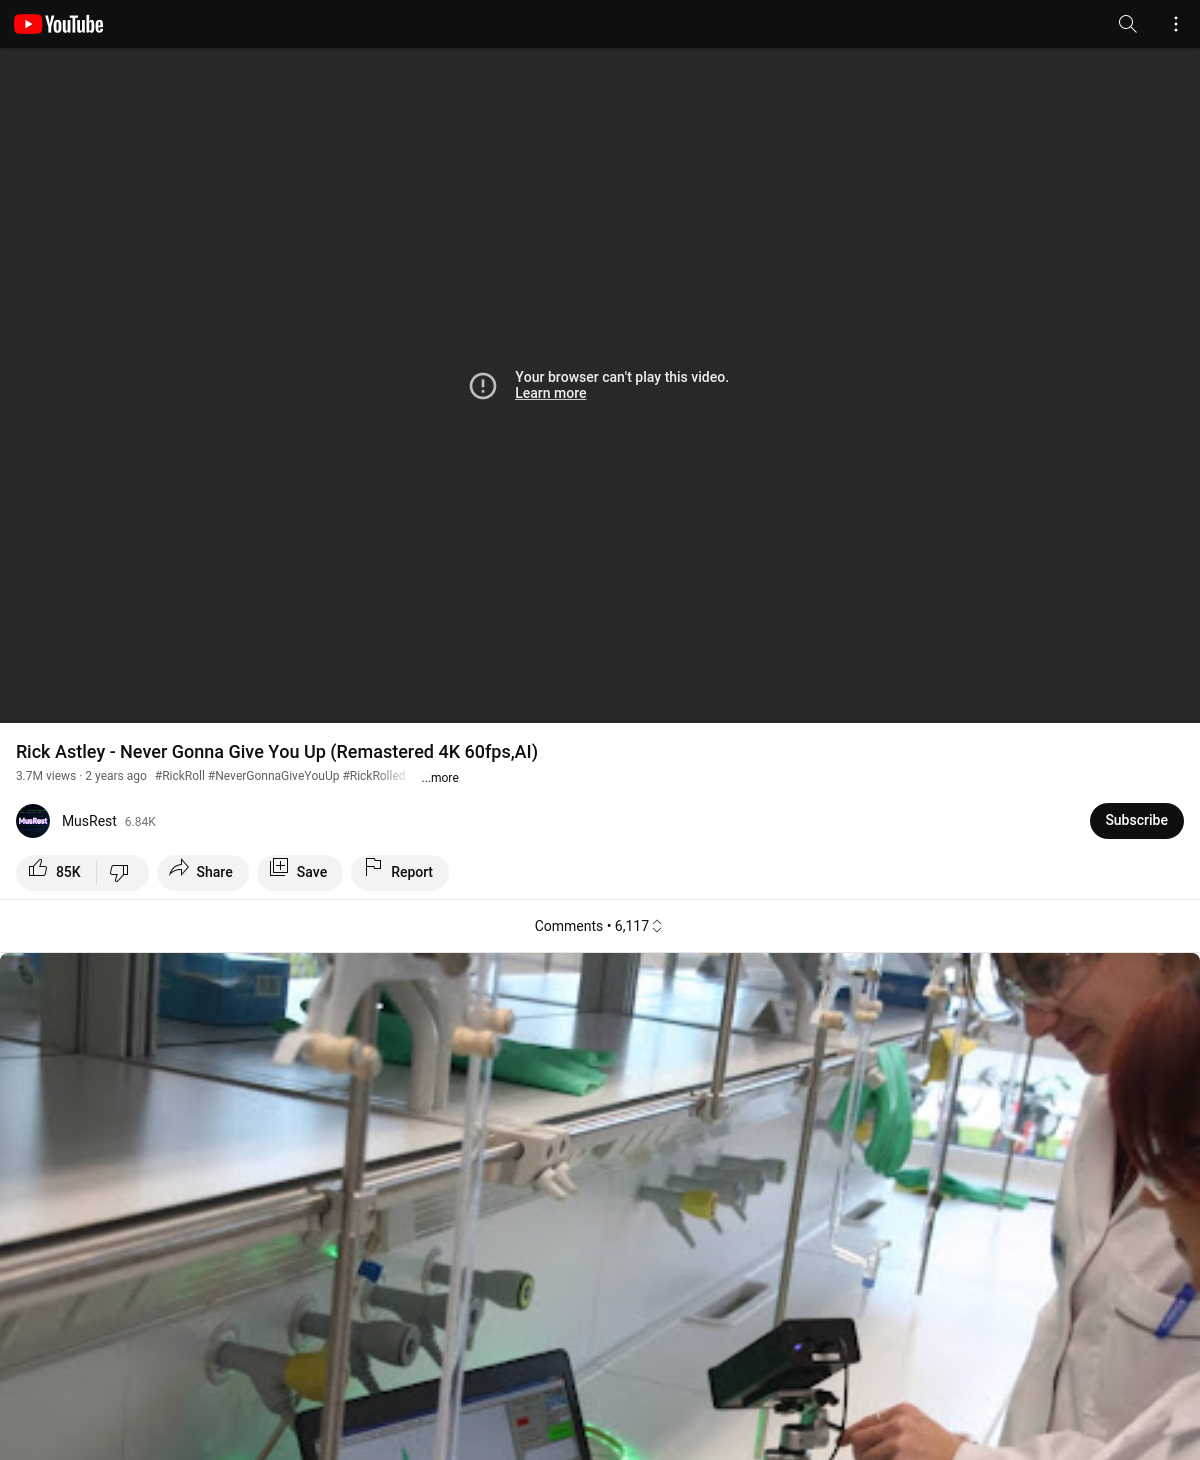 YouTube
Your browser can't play this video.
Learn more
Rick Astley - Never Gonna Give You Up (Remastered 4K 60fps,AI)
3.7M views · 2 years ago #RickRoll #NeverGonnaGiveYouUp #RickRolled ...more
MusRest
MusRest 6.84K
Subscribe
85K
Share
Save
Report
Comments • 6,117